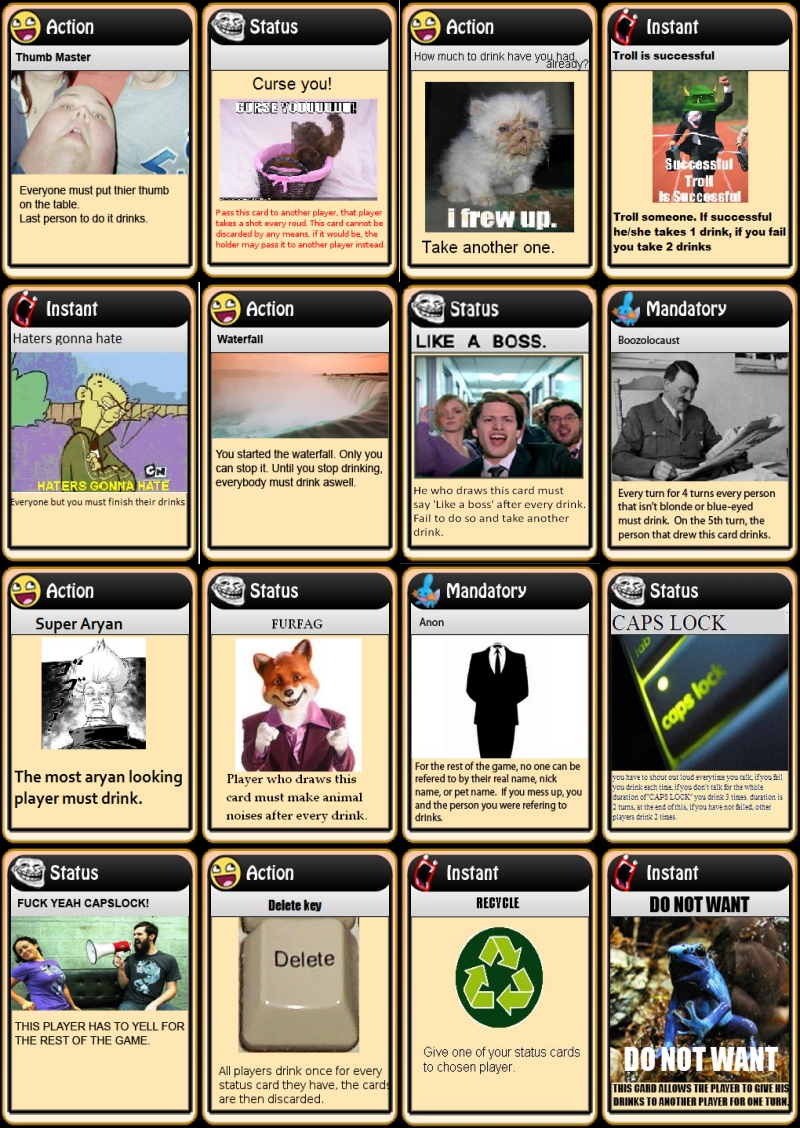 Action
Thumb Master
Everyone must put thier thumb
on the table.
Last person to do it drinks.
Status
Curse you!
CURSE YOUUUUUUU!
Pass this card to another player, that player
takes a shot every roud. This card cannot be
discarded by any means, if it would be, the
holder may pass it to another player instead.
Action
How much to drink have you had
already?
i frew up.
Take another one.
Instant
Troll is successful
Successful
Troll
Is Successful
Troll someone. If successful
he/she takes 1 drink, if you fail
you take 2 drinks
Instant
Haters gonna hate
CN
HATERS GONNA HATE
Everyone but you must finish their drinks
Action
Waterfall
You started the waterfall. Only you
can stop it. Until you stop drinking,
everybody must drink aswell.
Status
LIKE A BOSS.
He who draws this card must
say 'Like a boss' after every drink.
Fail to do so and take another
drink.
Mandatory
Boozolocaust
Every turn for 4 turns every person
that isn't blonde or blue-eyed
must drink. On the 5th turn, the
person that drew this card drinks.
Action
Super Aryan
The most aryan looking
player must drink.
Status
FURFAG
Player who draws this
card must make animal
noises after every drink.
Mandatory
Anon
For the rest of the game, no one can be
refered to by their real name, nick
name, or pet name. If you mess up, you
and the person you were refering to
drinks.
Status
CAPS LOCK
tab
caps lock
you have to shout out loud everytime you talk, if you fail
you drink each time, if you don't talk for the whole
duration of "CAPS LOCK" you drink 3 times. duration is
2 turns, at the end of this, if you have not failed, other
players drink 2 times.
Status
FUCK YEAH CAPSLOCK!
THIS PLAYER HAS TO YELL FOR
THE REST OF THE GAME.
Action
Delete key
Delete
All players drink once for every
status card they have, the cards
are then discarded.
Instant
RECYCLE
Give one of your status cards
to chosen player.
Instant
DO NOT WANT
DO NOT WANT
THIS CARD ALLOWS THE PLAYER TO GIVE HIS
DRINKS TO ANOTHER PLAYER FOR ONE TURN.